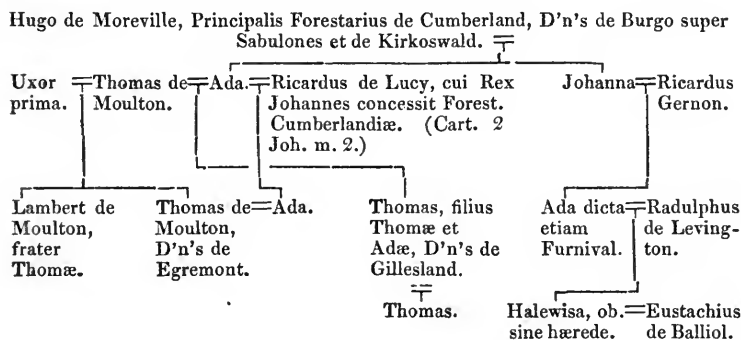 Hugo de Moreville, Principalis Forestarius de Cumberland, D'n's de Burgo super
Sabulones et de Kirkoswald.
Uxor prima.
Thomas de Moulton.
Ada.
Ricardus de Lucy, cui Rex
Johannes concessit Forest.
Cumberlandiæ. (Cart. 2
Joh. m. 2.)
Johanna
Ricardus
Gernon.
Lambert de
Moulton,
frater
Thomæ.
Thomas de
Moulton,
D'n's de
Egremont.
Ada.
Thomas, filius
Thomæ et
Adæ, D'n's de
Gillesland.
Thomas.
Ada dicta
etiam
Furnival.
Radulphus
de Leving-
ton.
Halewisa, ob.
sine hærede.
Eustachius
de Balliol.